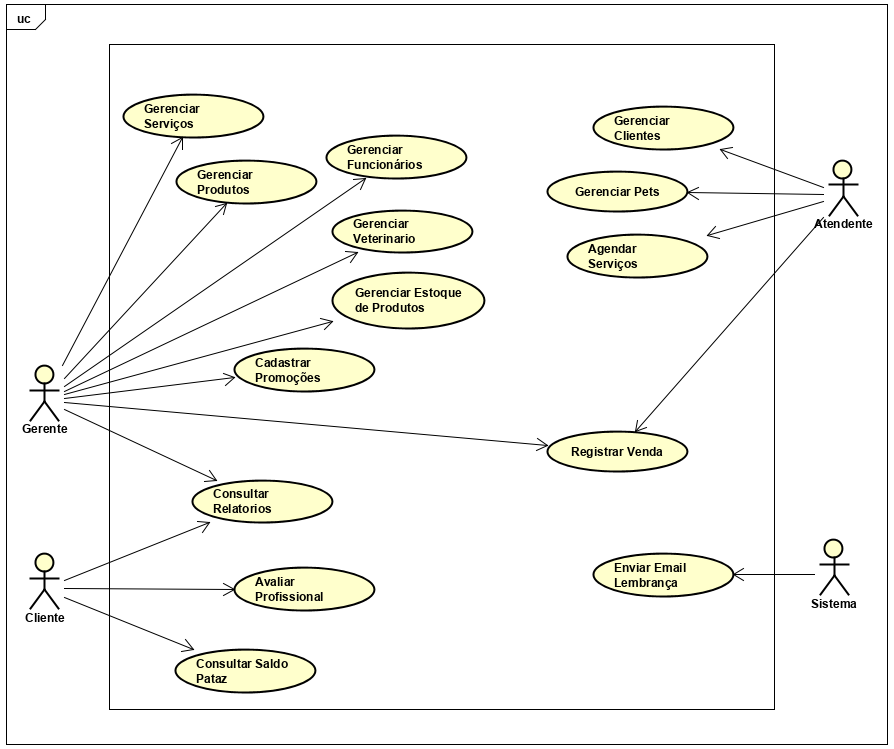 uc
Gerenciar
Serviços
Gerenciar
Produtos
Gerenciar
Funcionários
Gerenciar
Veterinario
Gerenciar Estoque
de Produtos
Cadastrar
Promoções
Gerenciar
Clientes
Gerenciar Pets
Agendar
Serviços
Atendente
Gerente
Registrar Venda
Consultar
Relatorios
Avaliar
Profissional
Enviar Email
Lembrança
Cliente
Sistema
Consultar Saldo
Pataz